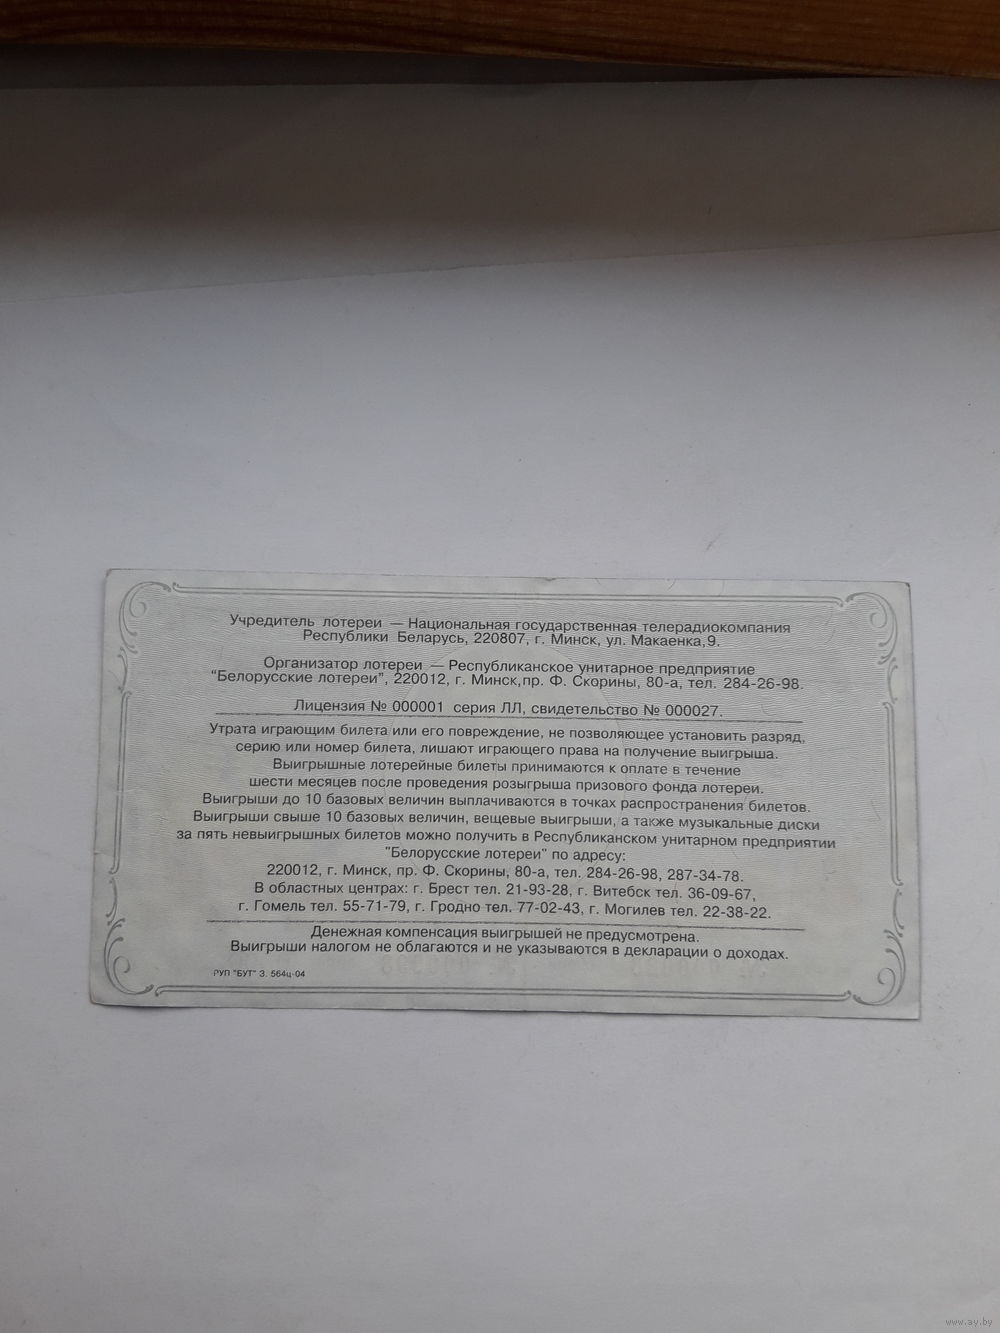 Учредитель лотереи — Национальная государственная телерадиокомпания
Республики Беларусь, 220807, г. Минск, ул. Макаенка,9.
Организатор лотереи — Республиканское унитарное предприятие
"Белорусские лотереи", 220012, г. Минск,пр. Ф. Скорины, 80-а, тел. 284-26-98.
Лицензия № 000001 серия ЛЛ, свидетельство № 000027.
Утрата играющим билета или его повреждение, не позволяющее установить разряд,
серию или номер билета, лишают играющего права на получение выигрыша.
Выигрышные лотерейные билеты принимаются к оплате в течение
шести месяцев после проведения розыгрыша призового фонда лотереи.
Выигрыши до 10 базовых величин выплачиваются в точках распространения билетов.
Выигрыши свыше 10 базовых величин, вещевые выигрыши, а также музыкальные диски
за пять невыигрышных билетов можно получить в Республиканском унитарном предприятии
"Белорусские лотереи" по адресу:
220012, г. Минск, пр. Ф. Скорины, 80-а, тел. 284-26-98, 287-34-78.
В областных центрах: г. Брест тел. 21-93-28, г. Витебск тел. 36-09-67,
г. Гомель тел. 55-71-79, г. Гродно тел. 77-02-43, г. Могилев тел. 22-38-22.
Денежная компенсация выигрышей не предусмотрена.
Выигрыши налогом не облагаются и не указываются в декларации о доходах.
РУП "БУТ" З. 564ц-04
www.ay.by